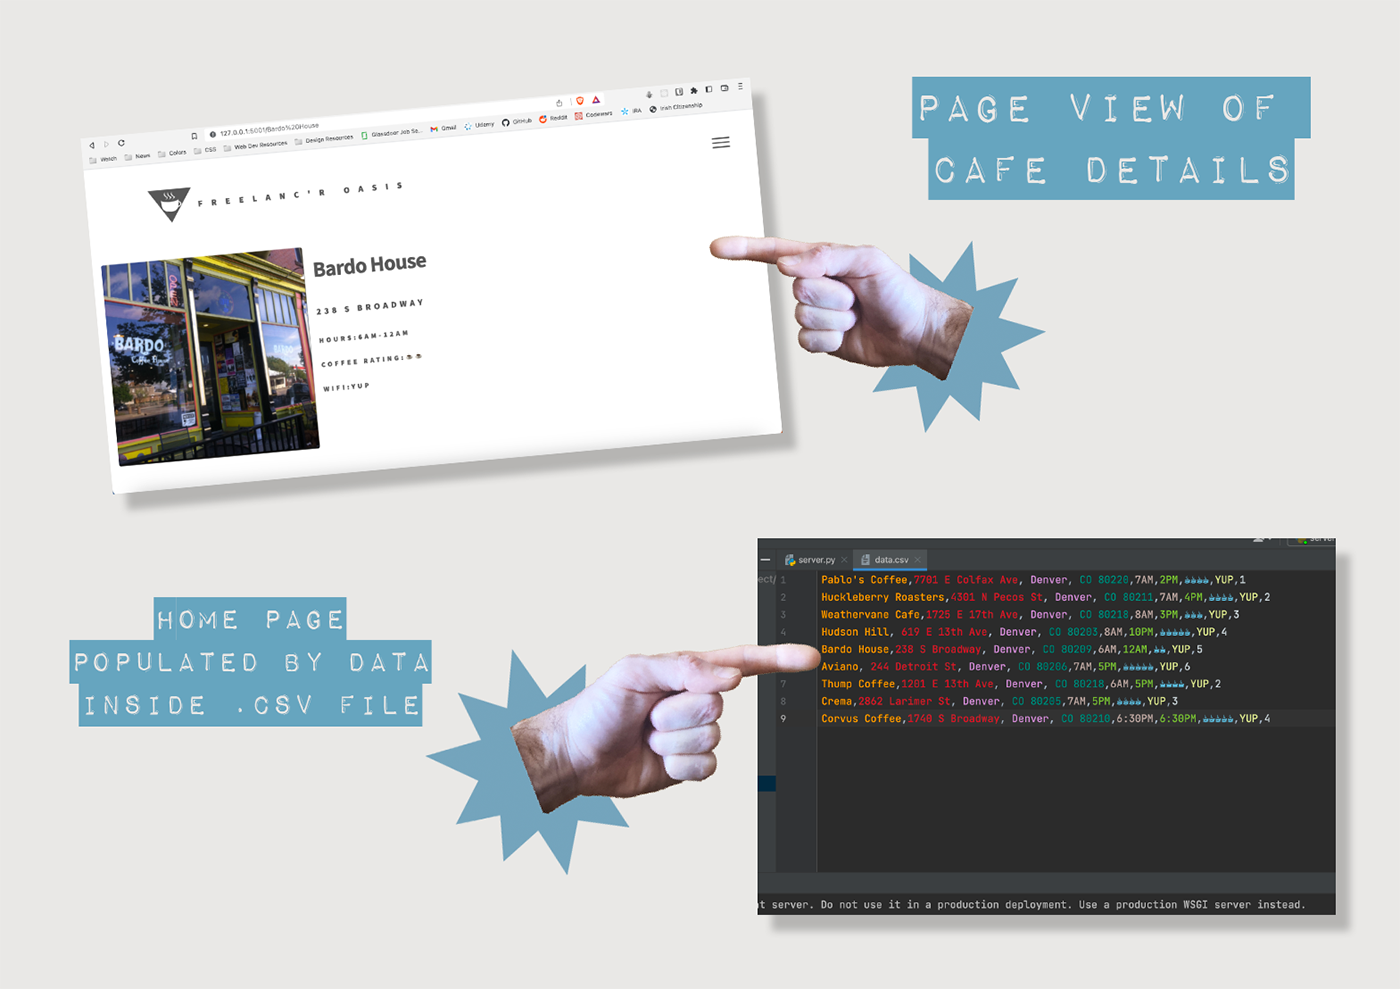 PAGE VIEW OF
CAFE DETAILS
127.0.0.1:5001/Bardo%20House
Watch News Colors CSS Web Dev Resources Design Resources Glassdoor Job Se... Gmail Udemy GitHub Reddit Codewars IRA Irish Citizenship
FREELANC'R OASIS
Bardo House
238 S BROADWAY
HOURS:6AM-12AM
COFFEE RATING:☕☕
WIFI:YUP
BARDO
Coffee House
HOME PAGE
POPULATED BY DATA
INSIDE .CSV FILE
server.py data.csv
1 Pablo's Coffee,7701 E Colfax Ave, Denver, CO 80220,7AM,2PM,☕☕☕☕,YUP,1
2 Huckleberry Roasters,4301 N Pecos St, Denver, CO 80211,7AM,4PM,☕☕☕☕,YUP,2
3 Weathervane Cafe,1725 E 17th Ave, Denver, CO 80218,8AM,3PM,☕☕☕,YUP,3
4 Hudson Hill, 619 E 13th Ave, Denver, CO 80203,8AM,10PM,☕☕☕☕☕,YUP,4
Bardo House,238 S Broadway, Denver, CO 80209,6AM,12AM,☕☕,YUP,5
Aviano, 244 Detroit St, Denver, CO 80206,7AM,5PM,☕☕☕☕☕,YUP,6
7 Thump Coffee,1201 E 13th Ave, Denver, CO 80218,6AM,5PM,☕☕☕☕,YUP,2
8 Crema,2862 Larimer St, Denver, CO 80205,7AM,5PM,☕☕☕☕,YUP,3
9 Corvus Coffee,1740 S Broadway, Denver, CO 80210,6:30PM,6:30PM,☕☕☕☕☕,YUP,4
t server. Do not use it in a production deployment. Use a production WSGI server instead.